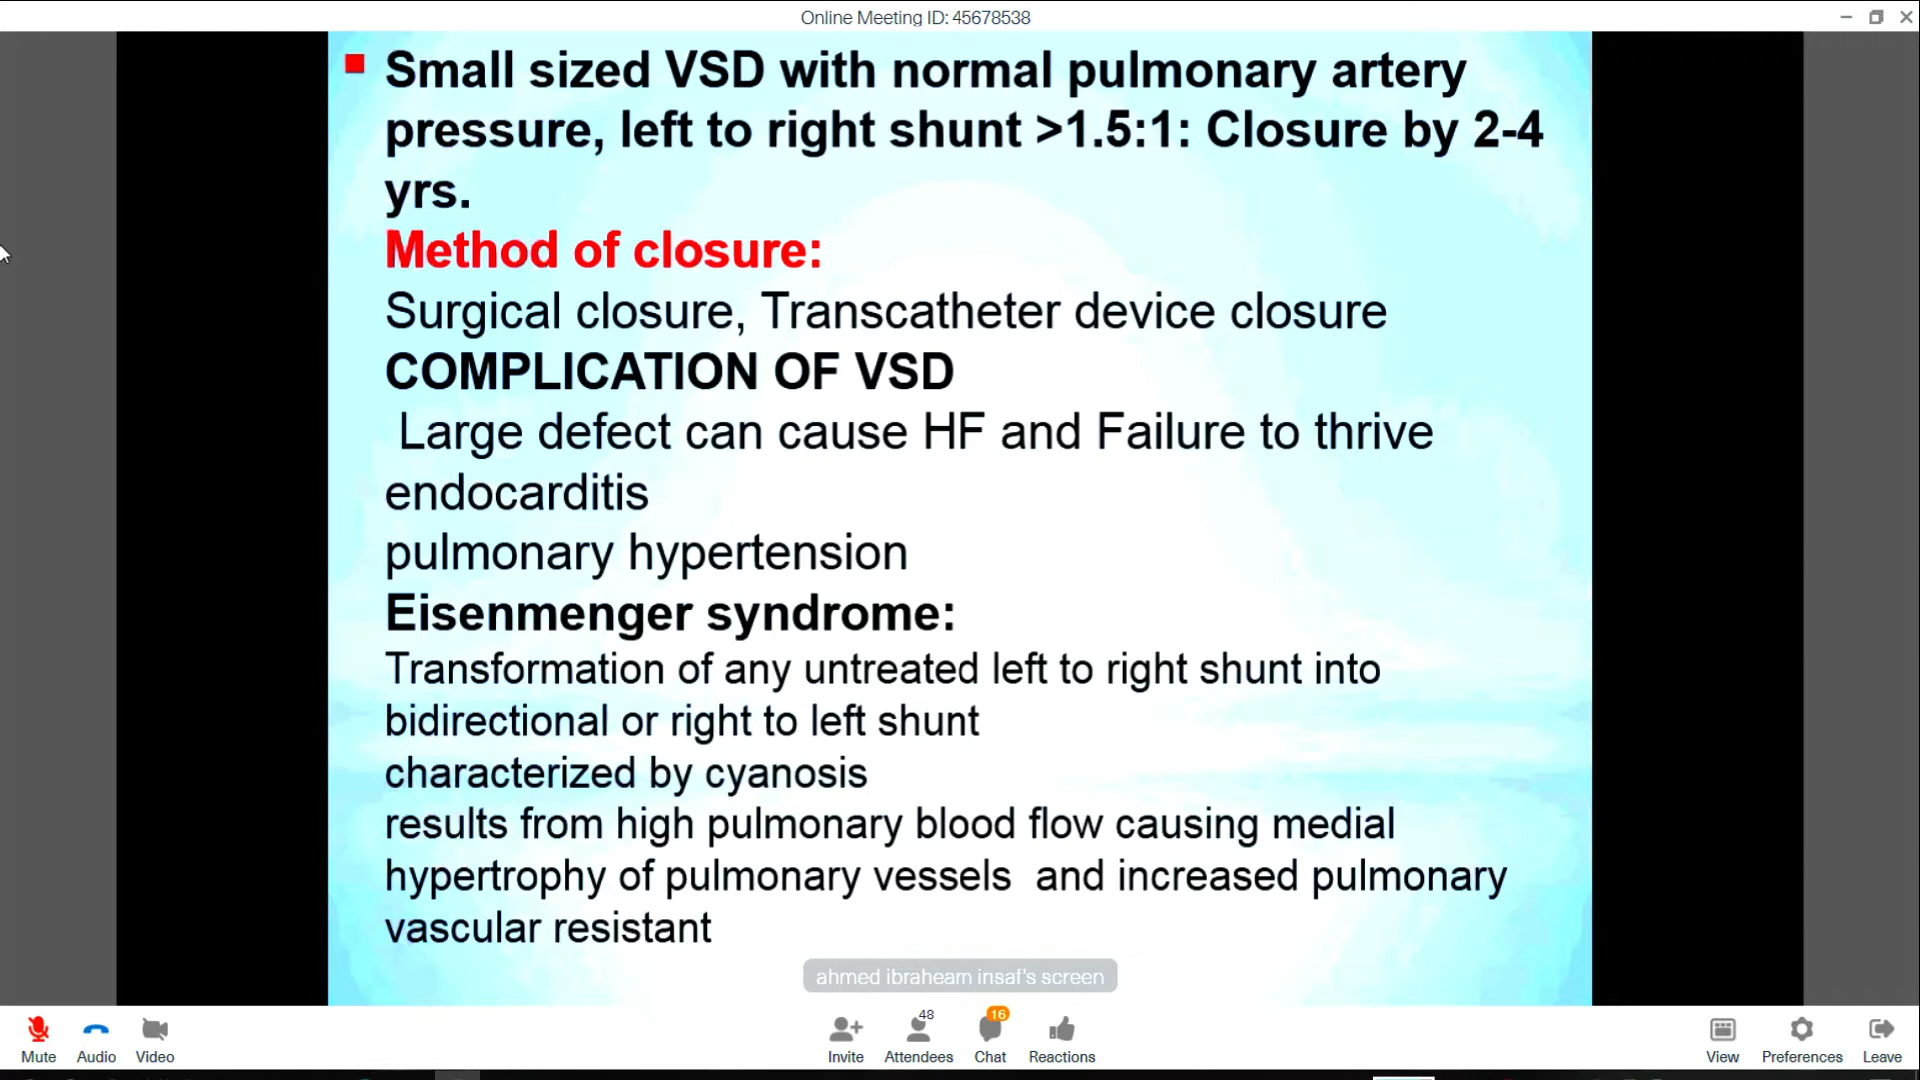 Online Meeting ID: 45678538
Small sized VSD with normal pulmonary artery
pressure, left to right shunt >1.5:1: Closure by 2-4
yrs.
Method of closure:
Surgical closure, Transcatheter device closure
COMPLICATION OF VSD
Large defect can cause HF and Failure to thrive
endocarditis
pulmonary hypertension
Eisenmenger syndrome:
Transformation of any untreated left to right shunt into
bidirectional or right to left shunt
characterized by cyanosis
results from high pulmonary blood flow causing medial
hypertrophy of pulmonary vessels and increased pulmonary
vascular resistant
ahmed ibraheam insaf's screen
48 16
Mute Audio Video Invite Attendees Chat Reactions View Preferences Leave